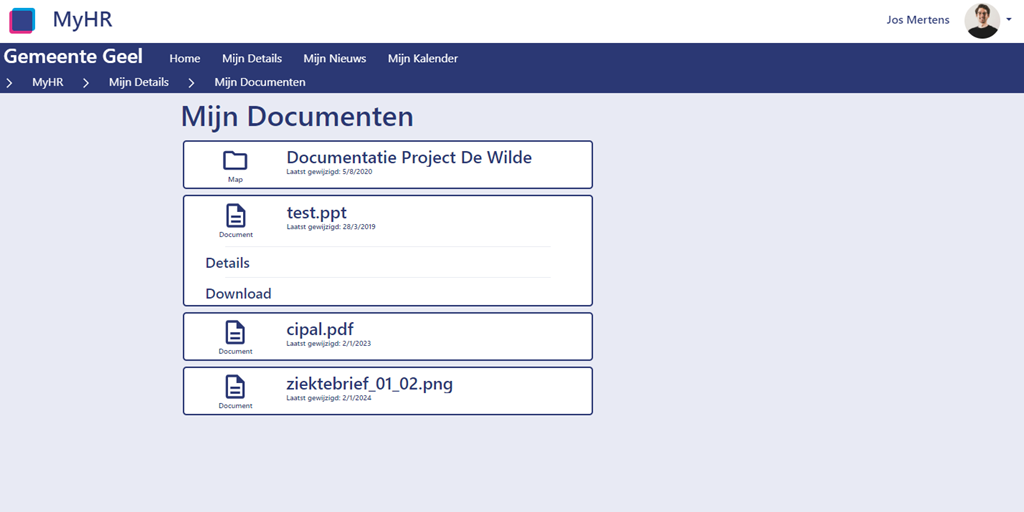 MyHR
Jos Mertens
Gemeente Geel
Home Mijn Details Mijn Nieuws Mijn Kalender
MyHR Mijn Details Mijn Documenten
Mijn Documenten
Documentatie Project De Wilde
Laatst gewijzigd: 5/8/2020
Map
test.ppt
Laatst gewijzigd: 28/3/2019
Document
Details
Download
cipal.pdf
Laatst gewijzigd: 2/1/2023
Document
ziektebrief_01_02.png
Laatst gewijzigd: 2/1/2024
Document